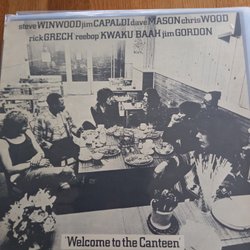 steve WINWOOD jim CAPALDI dave MASON chris WOOD
rick GRECH reebop KWAKU BAAH jim GORDON
Welcome to the Canteen